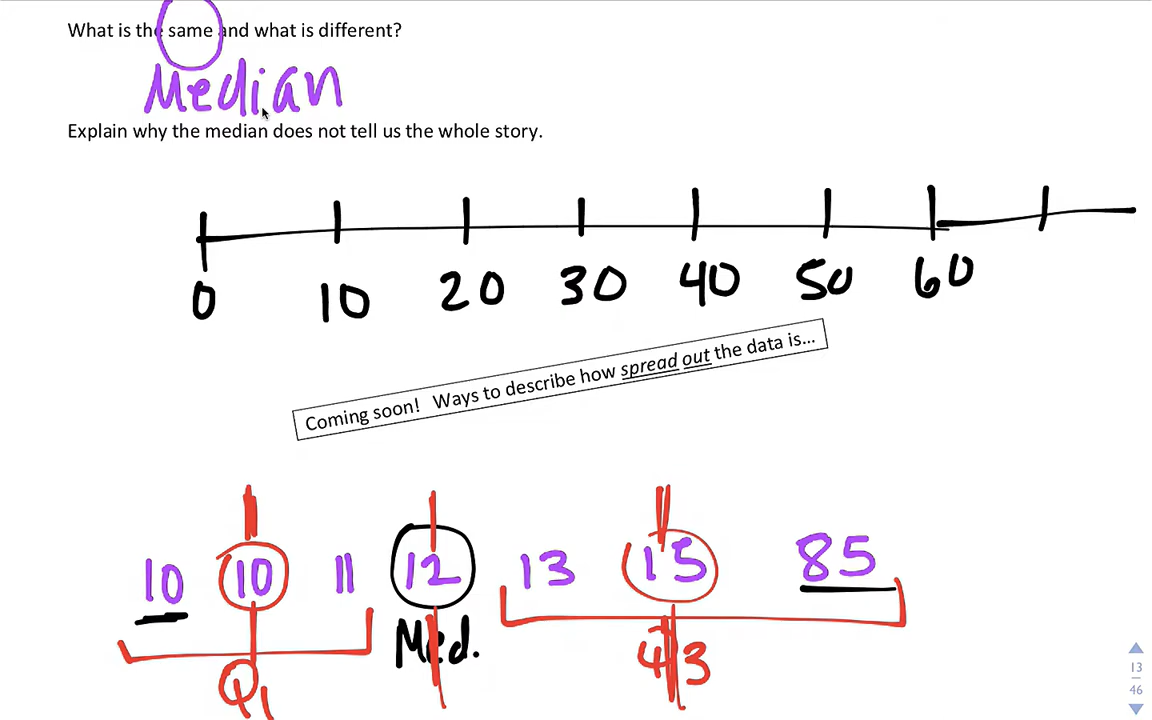 What is the same and what is different?
Median
Explain why the median does not tell us the whole story.
0 10 20 30 40 50 60
Coming soon! Ways to describe how spread out the data is...
10 10 11 12 13 15 85
Med.
Q1
13
46